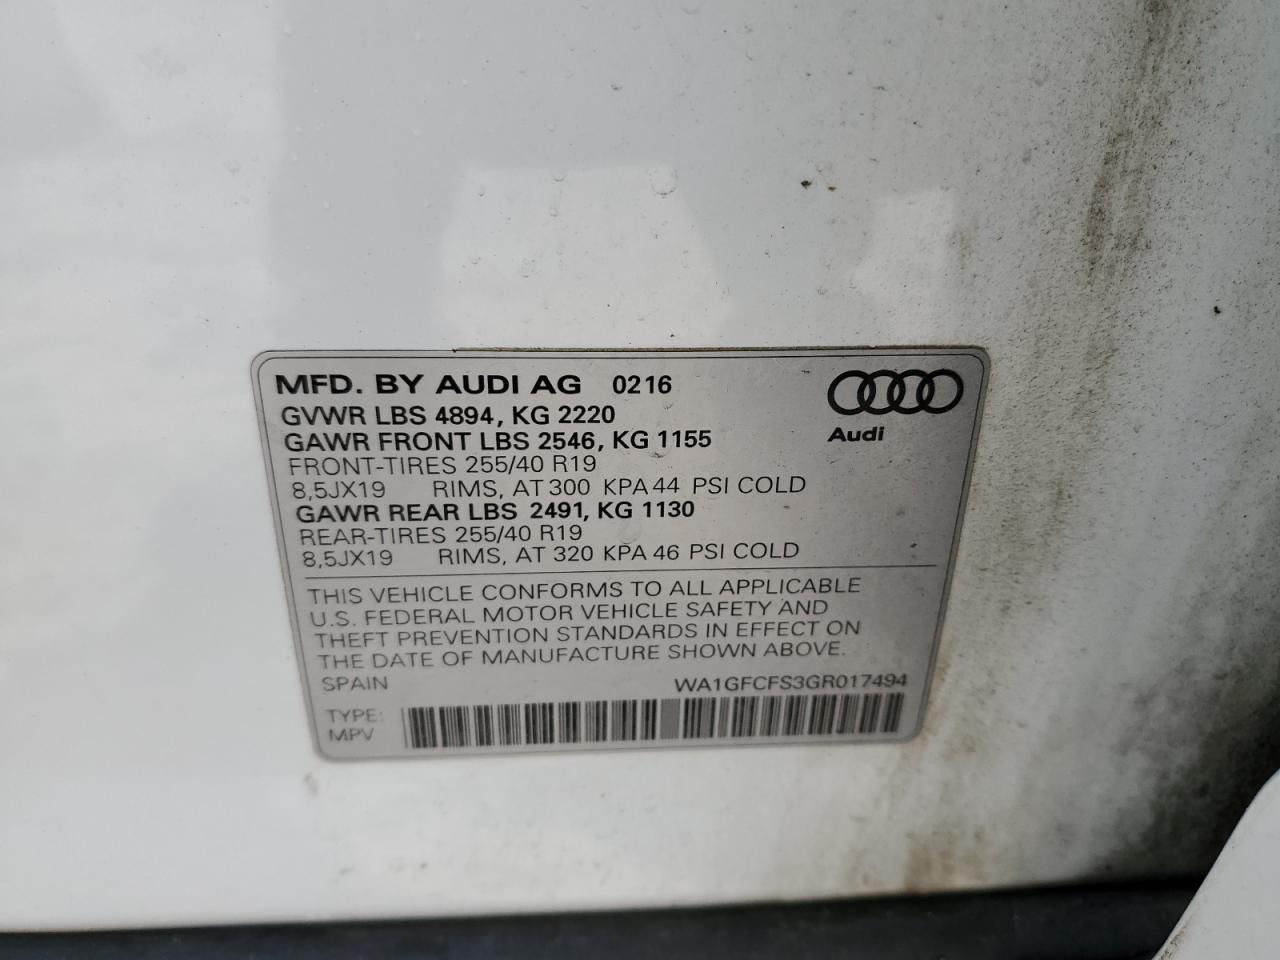 MFD. BY AUDI AG 0216
GVWR LBS 4894, KG 2220
GAWR FRONT LBS 2546, KG 1155
FRONT-TIRES 255/40 R19
8,5JX19 RIMS, AT 300 KPA 44 PSI COLD
GAWR REAR LBS 2491, KG 1130
REAR-TIRES 255/40 R19
8,5JX19 RIMS, AT 320 KPA 46 PSI COLD
Audi
THIS VEHICLE CONFORMS TO ALL APPLICABLE
U.S. FEDERAL MOTOR VEHICLE SAFETY AND
THEFT PREVENTION STANDARDS IN EFFECT ON
THE DATE OF MANUFACTURE SHOWN ABOVE.
SPAIN WA1GFCFS3GR017494
TYPE:
MPV